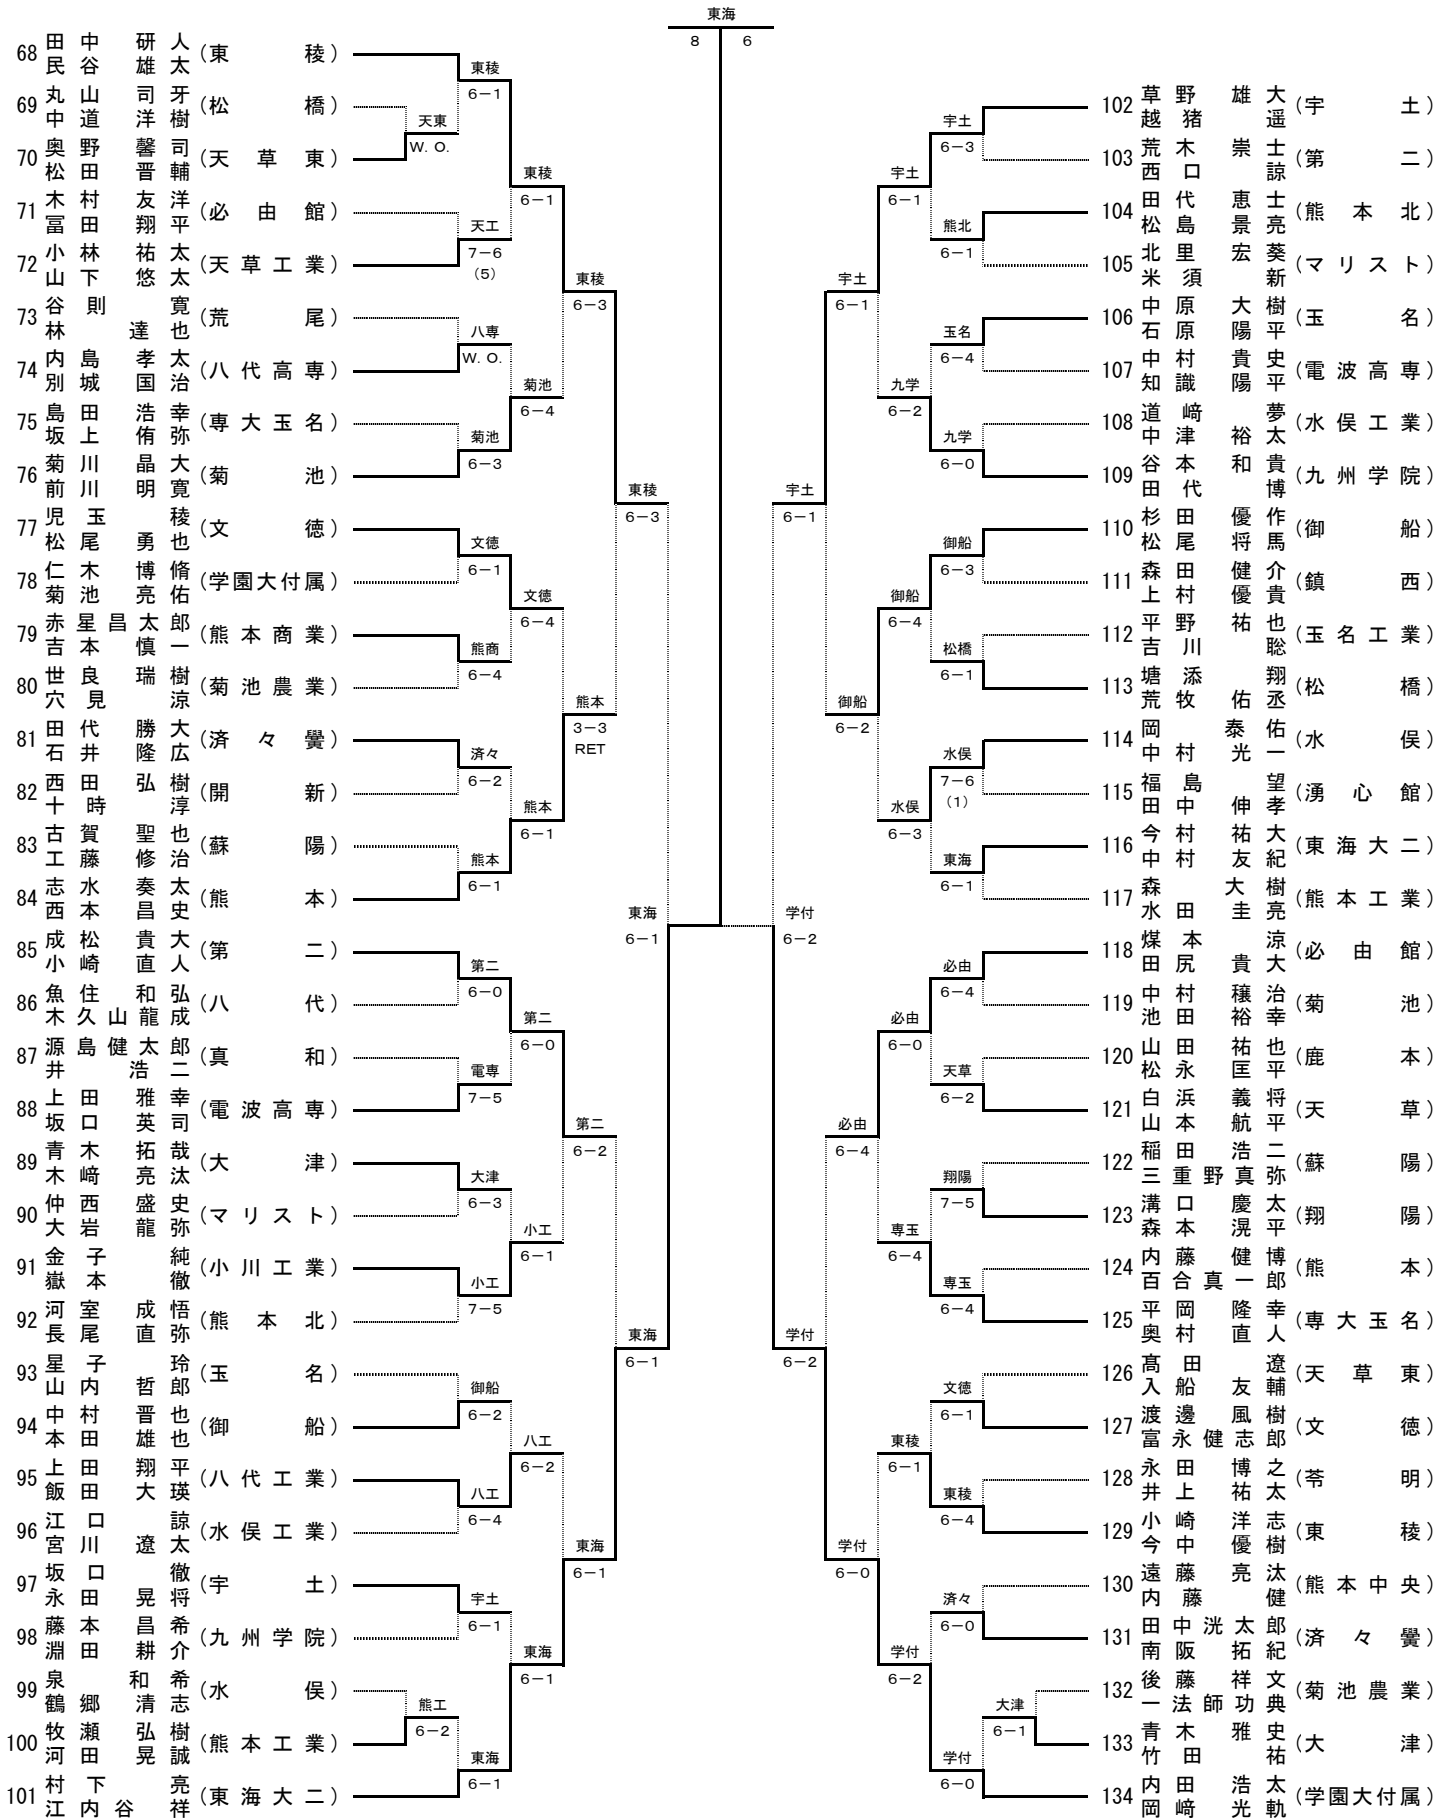 東海
8 6
68 田中研人 (東稜)
民谷雄太
69 丸山司牙 (松橋)
中道洋樹
70 奥野馨司 (天草東)
松田晋輔
71 木村友洋 (必由館)
冨田翔平
72 小林祐太 (天草工業)
山下悠太
73 谷則寛 (荒尾)
林達也
74 内島孝太 (八代高専)
別城国治
75 島田浩幸 (専大玉名)
坂上侑弥
76 菊川晶大 (菊池)
前川明寛
77 児玉稜 (文徳)
松尾勇也
78 仁木博脩 (学園大付属)
菊池亮佑
79 赤星昌太郎 (熊本商業)
吉本慎一
80 世良瑞樹 (菊池農業)
穴見涼
81 田代勝大 (済々黌)
石井隆広
82 西田弘樹 (開新)
十時淳
83 古賀聖也 (蘇陽)
工藤修治
84 志水奏太 (熊本)
西本昌史
85 成松貴大 (第二)
小崎直人
86 魚住和弘 (八代)
木久山龍成
87 源島健太郎 (真和)
井浩二
88 上田雅幸 (電波高専)
坂口英司
89 青木拓哉 (大津)
木﨑亮汰
90 仲西盛史 (マリスト)
大岩龍弥
91 金子純 (小川工業)
嶽本徹
92 河室成悟 (熊本北)
長尾直弥
93 星子玲 (玉名)
山内哲郎
94 中村晋也 (御船)
本田雄也
95 上田翔平 (八代工業)
飯田大瑛
96 江口諒 (水俣工業)
宮川遼太
97 坂口徹 (宇土)
永田晃将
98 藤本昌希 (九州学院)
淵田耕介
99 泉和希 (水俣)
鶴郷清志
100 牧瀬弘樹 (熊本工業)
河田晃誠
101 村下亮 (東海大二)
江内谷祥
天東
W.O.
熊工
6-2
東稜
6-1
天工
7-6
(5)
八専
W.O.
菊池
6-3
文徳
6-1
熊商
6-4
済々
6-2
熊本
6-1
第二
6-0
電専
7-5
大津
6-3
小工
7-5
御船
6-2
八工
6-4
宇土
6-1
東海
6-1
東稜
6-1
菊池
6-4
文徳
6-4
熊本
6-1
第二
6-0
小工
6-1
八工
6-2
東海
6-1
東稜
6-3
熊本
3-3
RET
第二
6-2
東海
6-1
東稜
6-3
東海
6-1
東海
6-1
学付
6-2
宇土
6-1
学付
6-2
宇土
6-1
御船
6-2
必由
6-4
学付
6-0
宇土
6-1
九学
6-2
御船
6-4
水俣
6-3
必由
6-0
専玉
6-4
東稜
6-1
学付
6-2
宇土
6-3
熊北
6-1
玉名
6-4
九学
6-0
御船
6-3
松橋
6-1
水俣
7-6
(1)
東海
6-1
必由
6-4
天草
6-2
翔陽
7-5
専玉
6-4
文徳
6-1
東稜
6-4
済々
6-0
学付
6-0
大津
6-1
102 草野雄大 (宇土)
越猪遥
103 荒木崇士 (第二)
西口諒
104 田代恵士 (熊本北)
松島景亮
105 北里宏葵 (マリスト)
米須新
106 中原大樹 (玉名)
石原陽平
107 中村貴史 (電波高専)
知識陽平
108 道﨑夢 (水俣工業)
中津裕太
109 谷本和貴 (九州学院)
田代博
110 杉田優作 (御船)
松尾将馬
111 森田健介 (鎮西)
上村優貴
112 平野祐也 (玉名工業)
吉川聡
113 塘添翔 (松橋)
荒牧佑丞
114 岡泰佑 (水俣)
中村光一
115 福島望 (湧心館)
田中伸孝
116 今村祐大 (東海大二)
中村友紀
117 森大樹 (熊本工業)
水田圭亮
118 煤本涼 (必由館)
田尻貴大
119 中村穣治 (菊池)
池田裕幸
120 山田祐也 (鹿本)
松永匡平
121 白浜義将 (天草)
山本航平
122 稲田浩二 (蘇陽)
三重野真弥
123 溝口慶太 (翔陽)
森本滉平
124 内藤健博 (熊本)
百合真一郎
125 平岡隆幸 (専大玉名)
奥村直人
126 髙田遼 (天草東)
入船友輔
127 渡邊風樹 (文徳)
富永健志郎
128 永田博之 (苓明)
井上祐太
129 小崎洋志 (東稜)
今中優樹
130 遠藤亮汰 (熊本中央)
内藤健
131 田中洸太郎 (済々黌)
南阪拓紀
132 後藤祥文 (菊池農業)
一法師功典
133 青木雅史 (大津)
竹田祐
134 内田浩太 (学園大付属)
岡﨑光軌